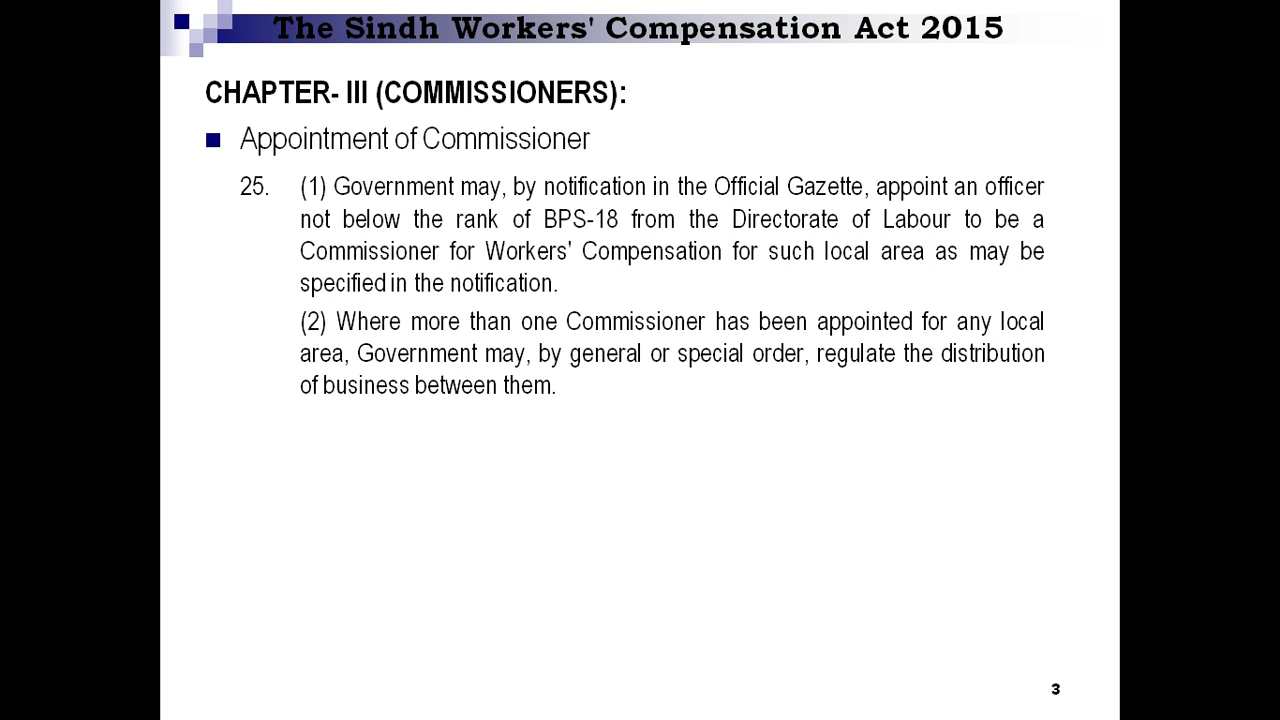 The Sindh Workers' Compensation Act 2015
CHAPTER- III (COMMISSIONERS):
Appointment of Commissioner
25. (1) Government may, by notification in the Official Gazette, appoint an officer
not below the rank of BPS-18 from the Directorate of Labour to be a
Commissioner for Workers' Compensation for such local area as may be
specified in the notification.
(2) Where more than one Commissioner has been appointed for any local
area, Government may, by general or special order, regulate the distribution
of business between them.
3